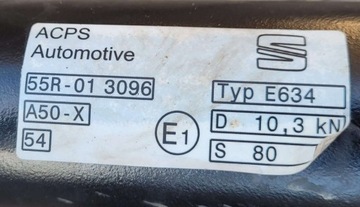 ACPS
Automotive
55R-01 3096
A50-X
54
E1
Typ E634
D 10,3 kN
S 80